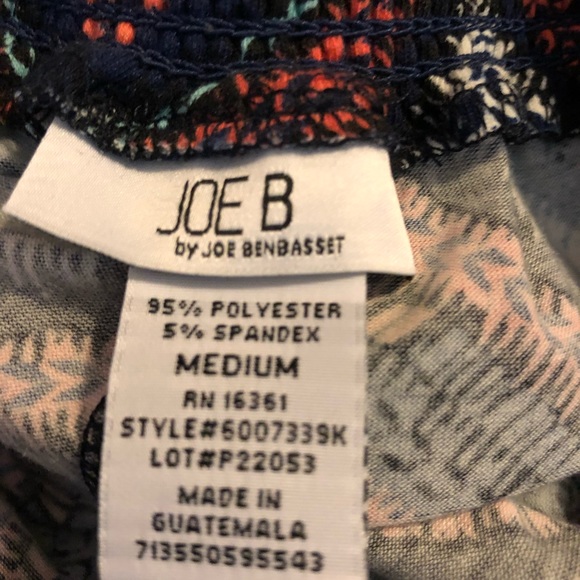 JOE B
by JOE BENBASSET
95% POLYESTER
5% SPANDEX
MEDIUM
RN 16361
STYLE#6007339K
LOT#P22053
MADE IN
GUATEMALA
713550595543